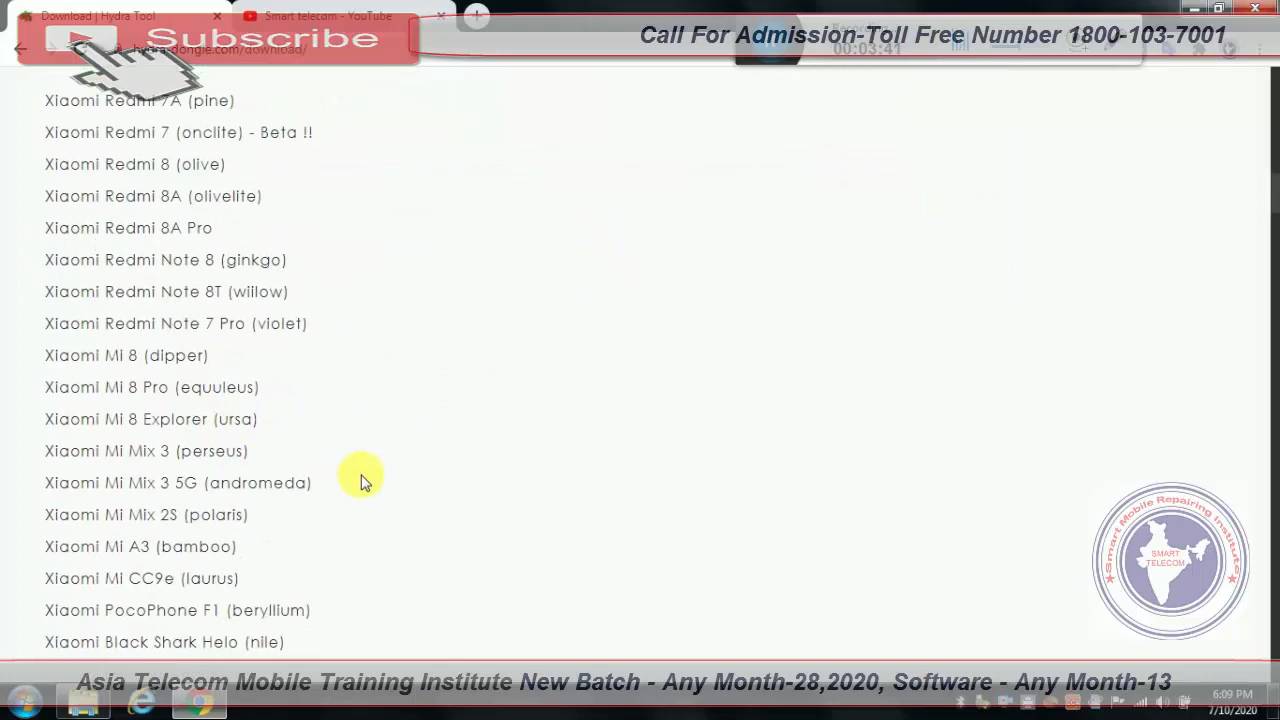 Download | Hydra Tool
Smart telecom - YouTube
Subscribe
Call For Admission-Toll Free Number 1800-103-7001
hydra-dongle.com/download/
Xiaomi Redmi 7A (pine)
Xiaomi Redmi 7 (onclite) - Beta !!
Xiaomi Redmi 8 (olive)
Xiaomi Redmi 8A (olivelite)
Xiaomi Redmi 8A Pro
Xiaomi Redmi Note 8 (ginkgo)
Xiaomi Redmi Note 8T (wiillow)
Xiaomi Redmi Note 7 Pro (violet)
Xiaomi Mi 8 (dipper)
Xiaomi Mi 8 Pro (equuleus)
Xiaomi Mi 8 Explorer (ursa)
Xiaomi Mi Mix 3 (perseus)
Xiaomi Mi Mix 3 5G (andromeda)
Xiaomi Mi Mix 2S (polaris)
Xiaomi Mi A3 (bamboo)
Xiaomi Mi CC9e (laurus)
Xiaomi PocoPhone F1 (beryllium)
Xiaomi Black Shark Helo (nile)
Smart Mobile Repairing Institute
SMART
TELECOM
Asia Telecom Mobile Training Institute New Batch - Any Month-28,2020, Software - Any Month-13
6:09 PM
7/10/2020